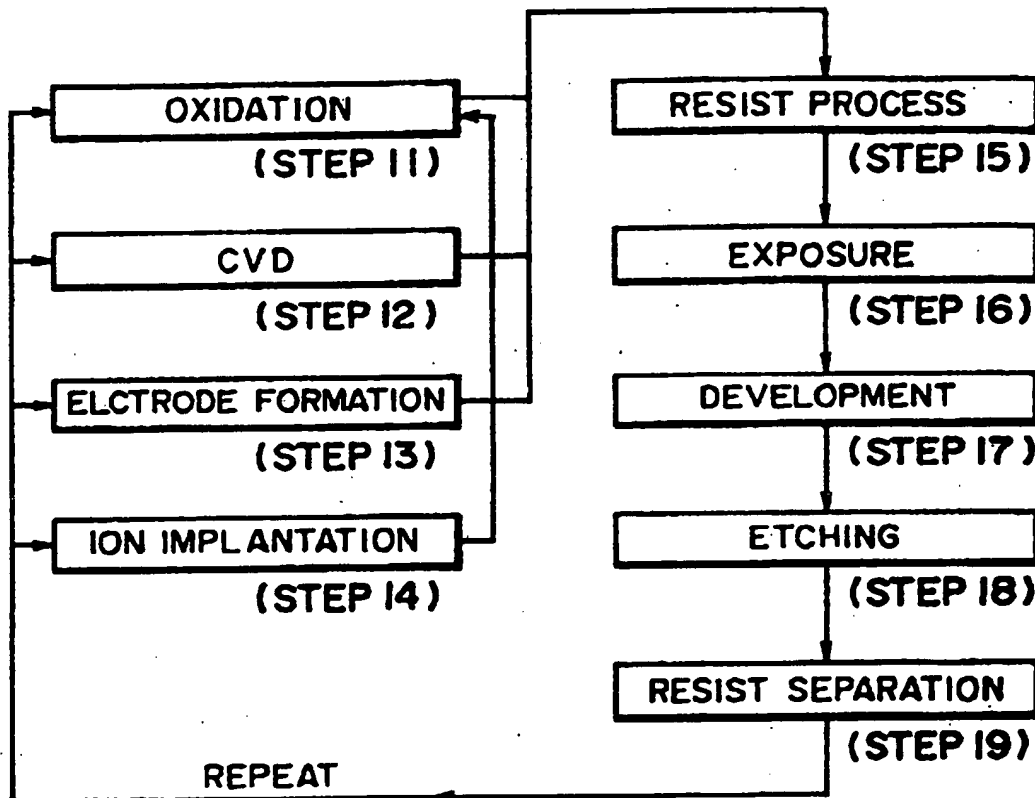 OXIDATION
(STEP 11)
CVD
(STEP 12)
ELCTRODE FORMATION
(STEP 13)
ION IMPLANTATION
(STEP 14)
RESIST PROCESS
(STEP 15)
EXPOSURE
(STEP 16)
DEVELOPMENT
(STEP 17)
ETCHING
(STEP 18)
RESIST SEPARATION
(STEP 19)
REPEAT